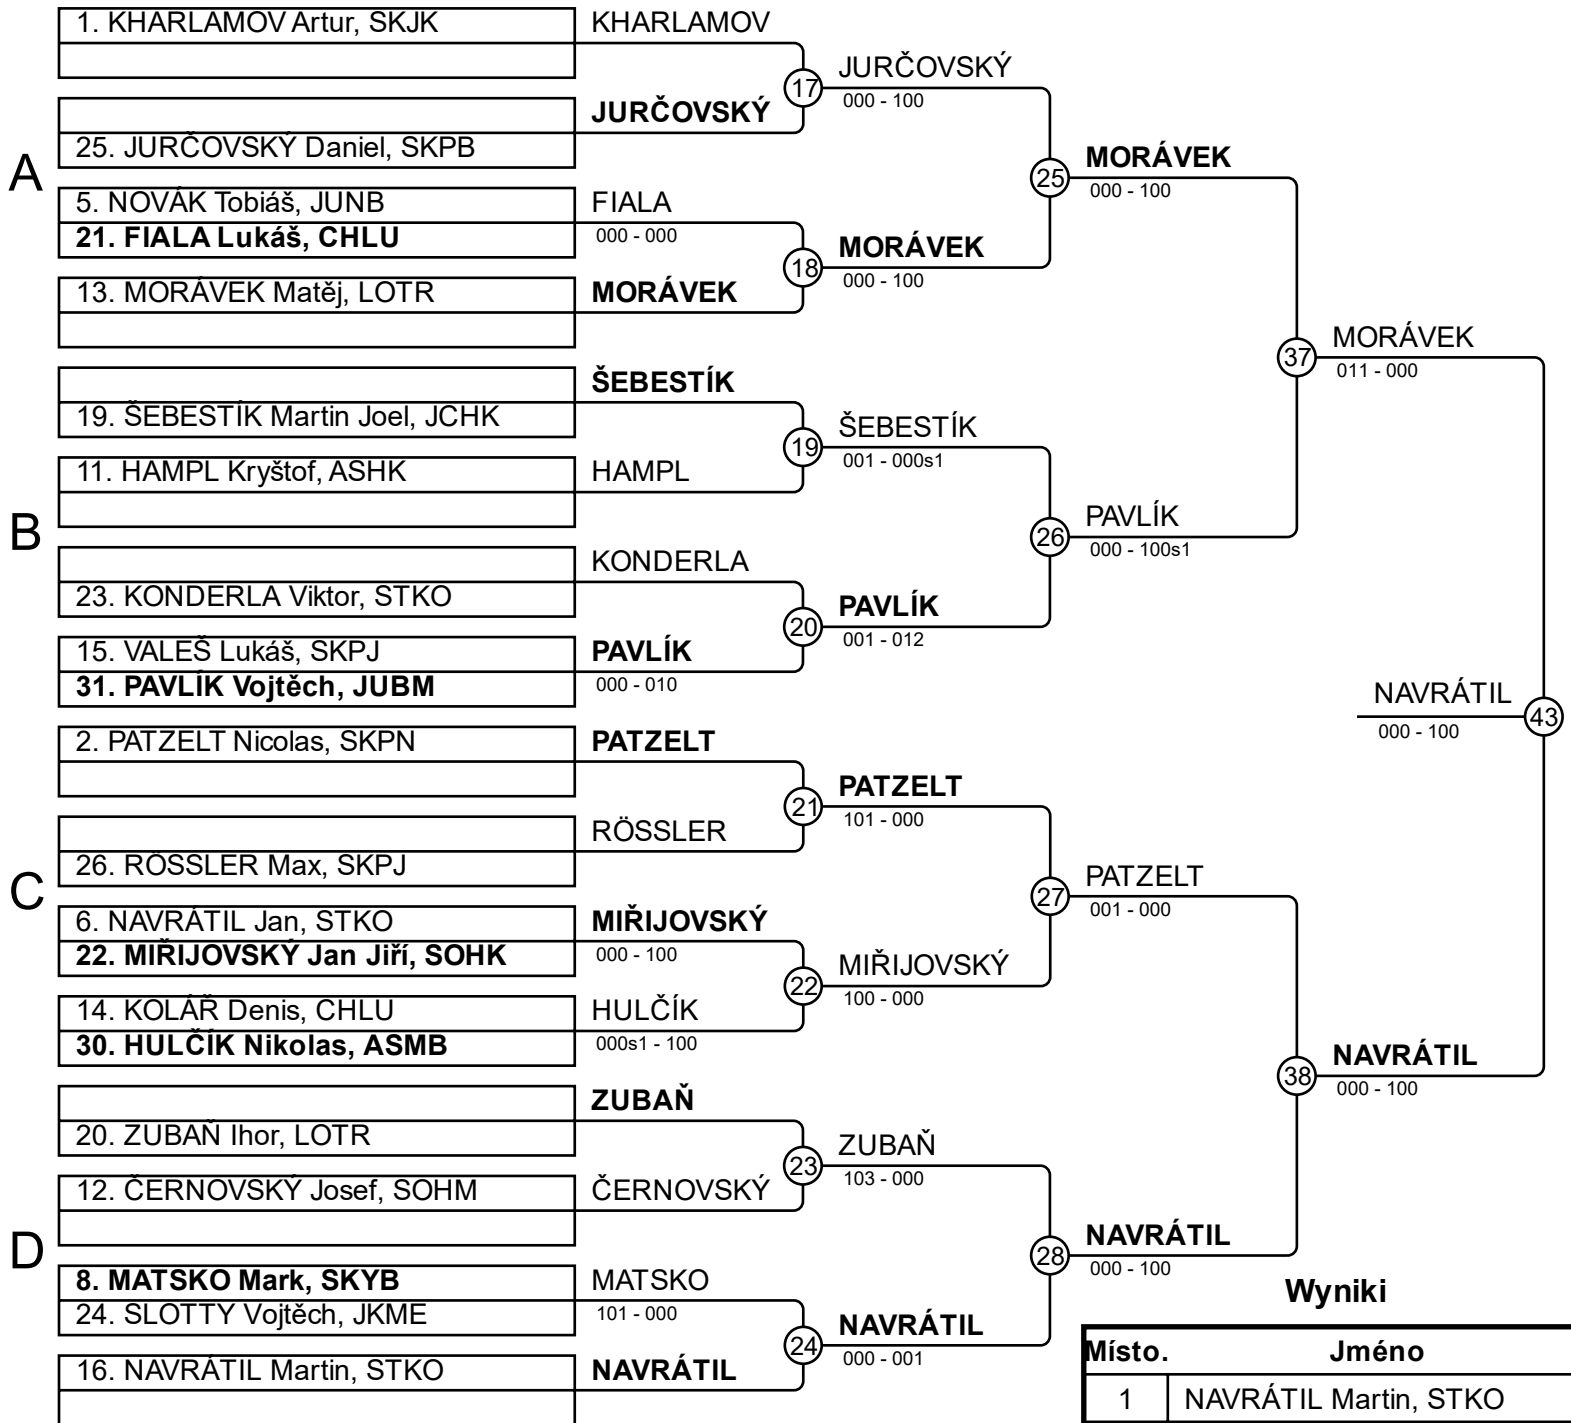 1. KHARLAMOV Artur, SKJK
KHARLAMOV
17
JURČOVSKÝ
000 - 100
JURČOVSKÝ
25. JURČOVSKÝ Daniel, SKPB
A
25
MORÁVEK
000 - 100
5. NOVÁK Tobiáš, JUNB
21. FIALA Lukáš, CHLU
FIALA
000 - 000
18
MORÁVEK
000 - 100
13. MORÁVEK Matěj, LOTR
MORÁVEK
37
MORÁVEK
011 - 000
ŠEBESTÍK
19. ŠEBESTÍK Martin Joel, JCHK
19
ŠEBESTÍK
001 - 000s1
11. HAMPL Kryštof, ASHK
HAMPL
B
26
PAVLÍK
000 - 100s1
KONDERLA
23. KONDERLA Viktor, STKO
20
PAVLÍK
001 - 012
15. VALEŠ Lukáš, SKPJ
31. PAVLÍK Vojtěch, JUBM
PAVLÍK
000 - 010
NAVRÁTIL
43
000 - 100
2. PATZELT Nicolas, SKPN
PATZELT
21
PATZELT
101 - 000
RÖSSLER
26. RÖSSLER Max, SKPJ
C
27
PATZELT
001 - 000
6. NAVRÁTIL Jan, STKO
22. MIŘIJOVSKÝ Jan Jiří, SOHK
MIŘIJOVSKÝ
000 - 100
22
MIŘIJOVSKÝ
100 - 000
14. KOLÁŘ Denis, CHLU
30. HULČÍK Nikolas, ASMB
HULČÍK
000s1 - 100
38
NAVRÁTIL
000 - 100
ZUBAŇ
20. ZUBAŇ Ihor, LOTR
23
ZUBAŇ
103 - 000
12. ČERNOVSKÝ Josef, SOHM
ČERNOVSKÝ
D
28
NAVRÁTIL
000 - 100
8. MATSKO Mark, SKYB
24. SLOTTY Vojtěch, JKME
MATSKO
101 - 000
24
NAVRÁTIL
000 - 001
16. NAVRÁTIL Martin, STKO
NAVRÁTIL
Wyniki
Místo. Jméno
1 NAVRÁTIL Martin, STKO